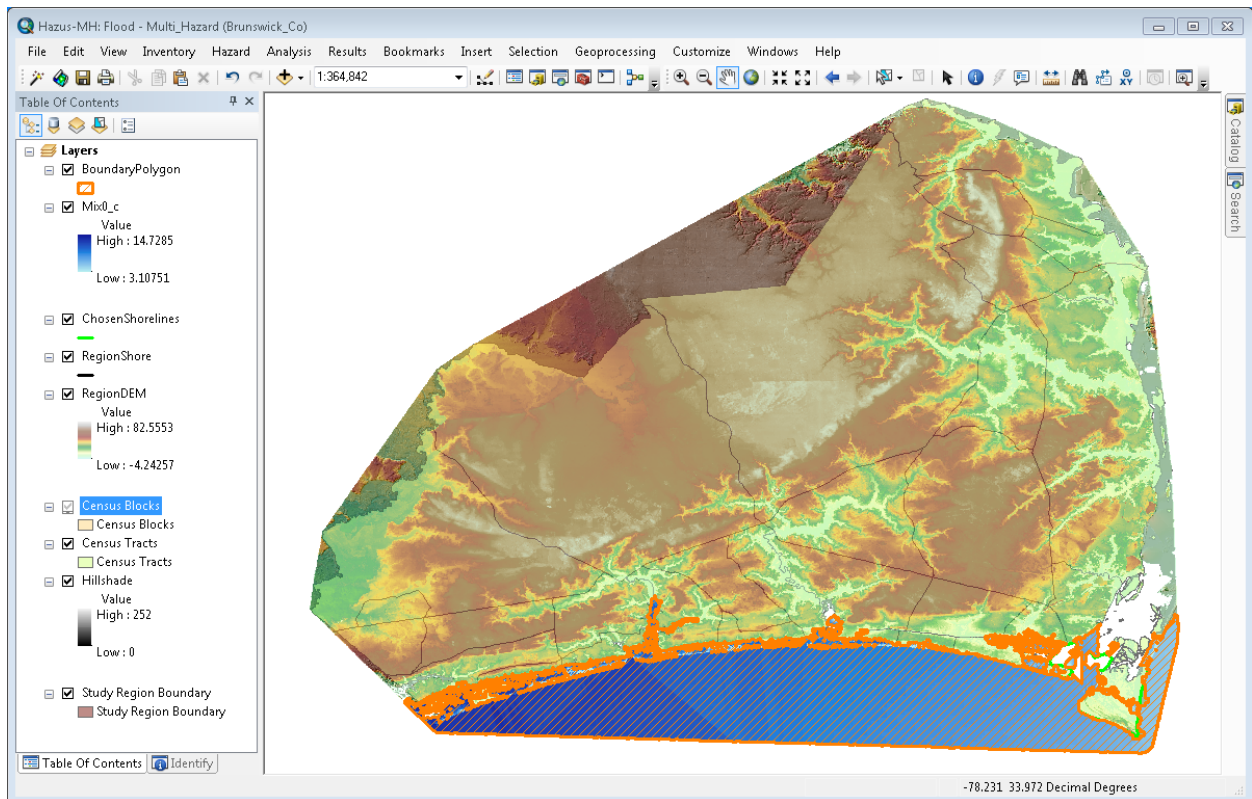 Hazus-MH: Flood - Multi_Hazard (Brunswick_Co)
File Edit View Inventory Hazard Analysis Results Bookmarks Insert Selection Geoprocessing Customize Windows Help
1:364,842
XY
Table Of Contents
Layers
BoundaryPolygon
Mix0_c
Value
High : 14.7285
Low : 3.10751
ChosenShorelines
RegionShore
RegionDEM
Value
High : 82.5553
Low : -4.24257
Census Blocks
Census Blocks
Census Tracts
Census Tracts
Hillshade
Value
High : 252
Low : 0
Study Region Boundary
Study Region Boundary
Table Of Contents Identify
Catalog
Search
-78.231 33.972 Decimal Degrees